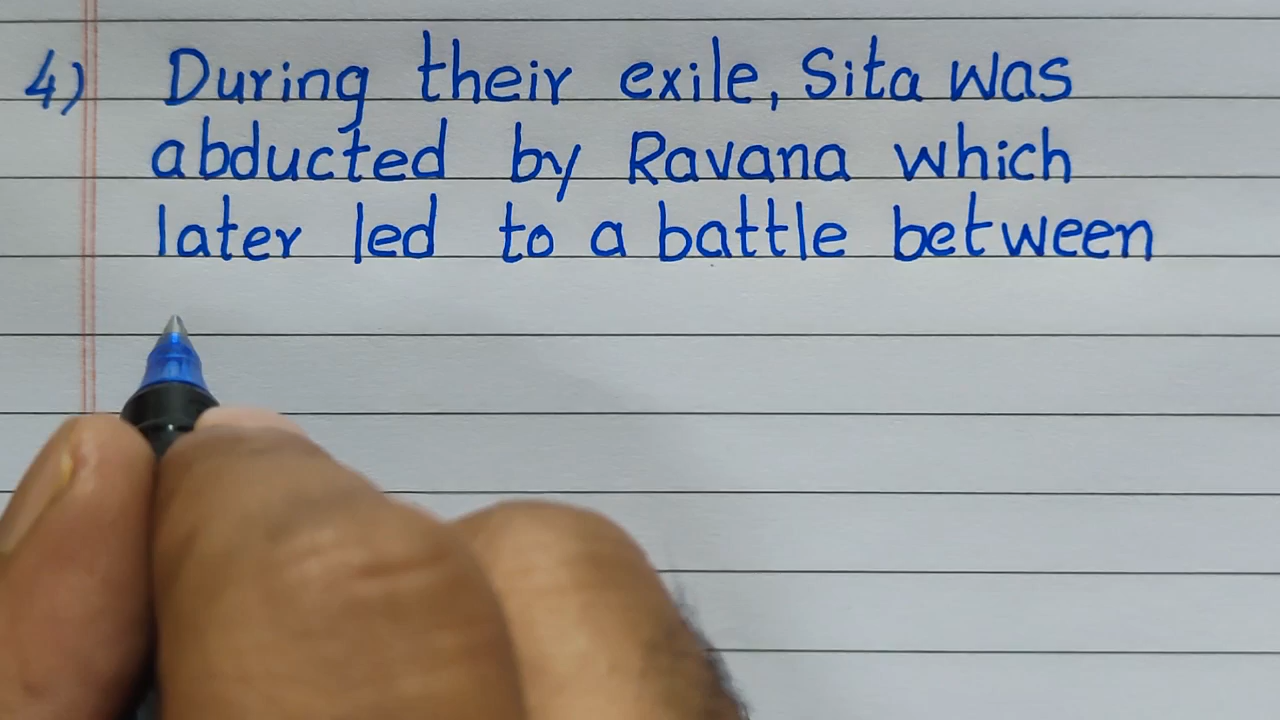 4) During their exile, Sita was
abducted by Ravana which
later led to a battle between